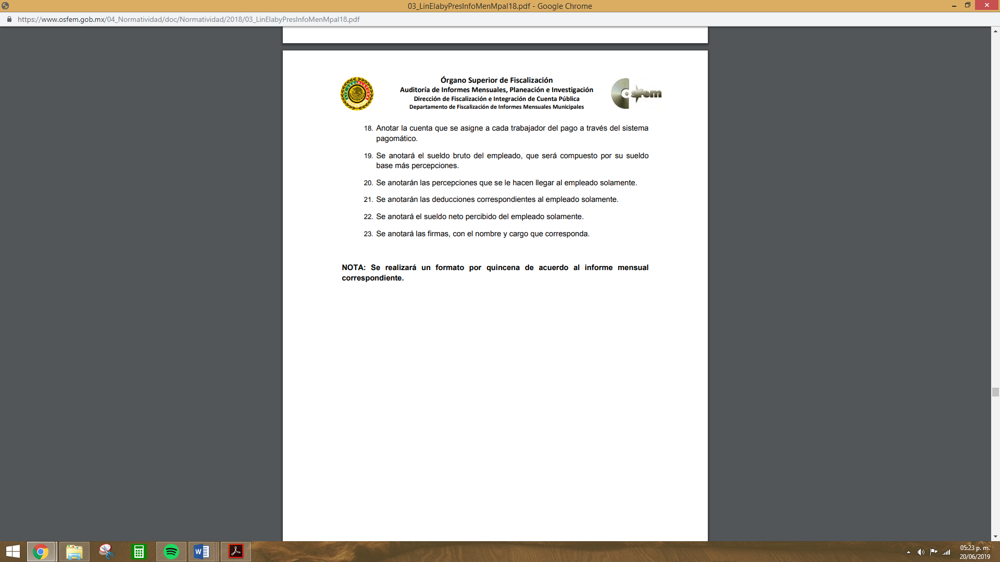 03_LinElabyPresInfoMenMpal18.pdf - Google Chrome
https://www.osfem.gob.mx/04_Normatividad/doc/Normatividad/2018/03_LinElabyPresInfoMenMpal18.pdf
Órgano Superior de Fiscalización
Auditoría de Informes Mensuales, Planeación e Investigación
Dirección de Fiscalización e Integración de Cuenta Pública
Departamento de Fiscalización de Informes Mensuales Municipales
osfem
18. Anotar la cuenta que se asigne a cada trabajador del pago a través del sistema
pagomático.
19. Se anotará el sueldo bruto del empleado, que será compuesto por su sueldo
base más percepciones.
20. Se anotarán las percepciones que se le hacen llegar al empleado solamente.
21. Se anotarán las deducciones correspondientes al empleado solamente.
22. Se anotará el sueldo neto percibido del empleado solamente.
23. Se anotará las firmas, con el nombre y cargo que corresponda.
NOTA: Se realizará un formato por quincena de acuerdo al informe mensual
correspondiente.
05:23 p. m.
20/06/2019